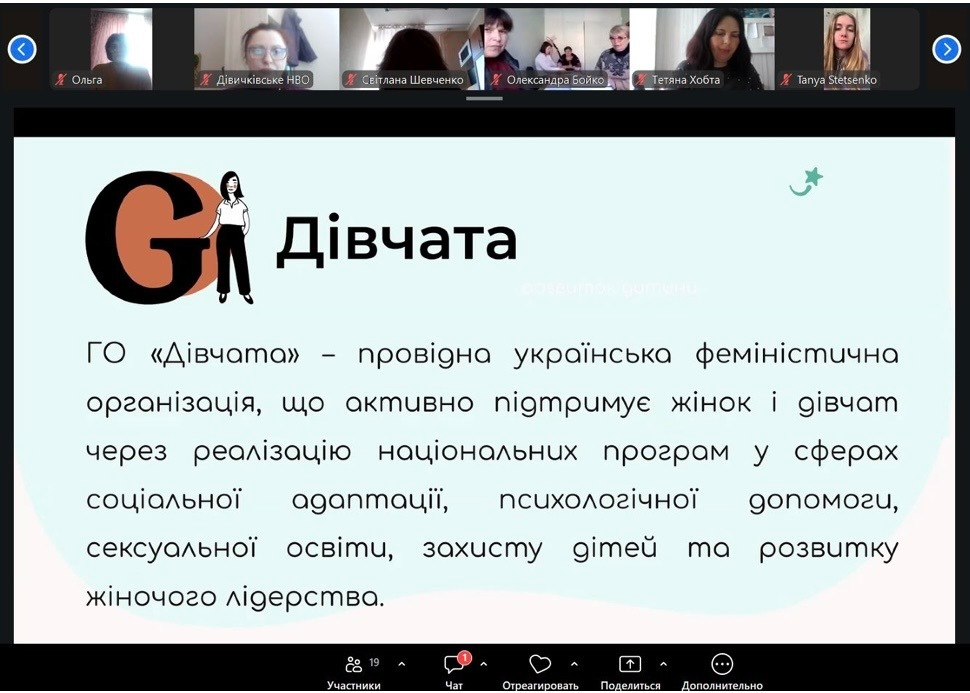 Ольга
Дівичківське НВО
Світлана Шевченко
Олександра Бойко
Тетяна Хобта
Tanya Stetsenko
G
Дівчата
розвиток дитини
ГО «Дівчата» – провідна українська феміністична
організація, що активно підтримує жінок і дівчат
через реалізацію національних програм у сферах
соціальної адаптації, психологічної допомоги,
сексуальної освіти, захисту дітей та розвитку
жіночого лідерства.
19
1
Участники
Чат
Отреагировать
Поделиться
Дополнительно